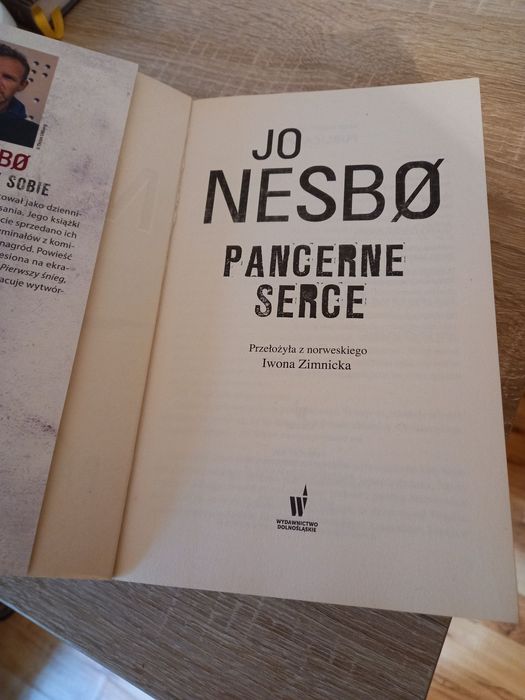 BØ
SOBIE
ował jako dzienni-
sania. Jego książki
cie sprzedano ich
yminałów z komi-
nagród. Powieść
esiona na ekra-
Pierwszy śnieg,
acuje wytwór-
JO
NESBØ
PANCERNE
SERCE
Przełożyła z norweskiego
Iwona Zimnicka
WYDAWNICTWO
DOLNOŚLĄSKIE